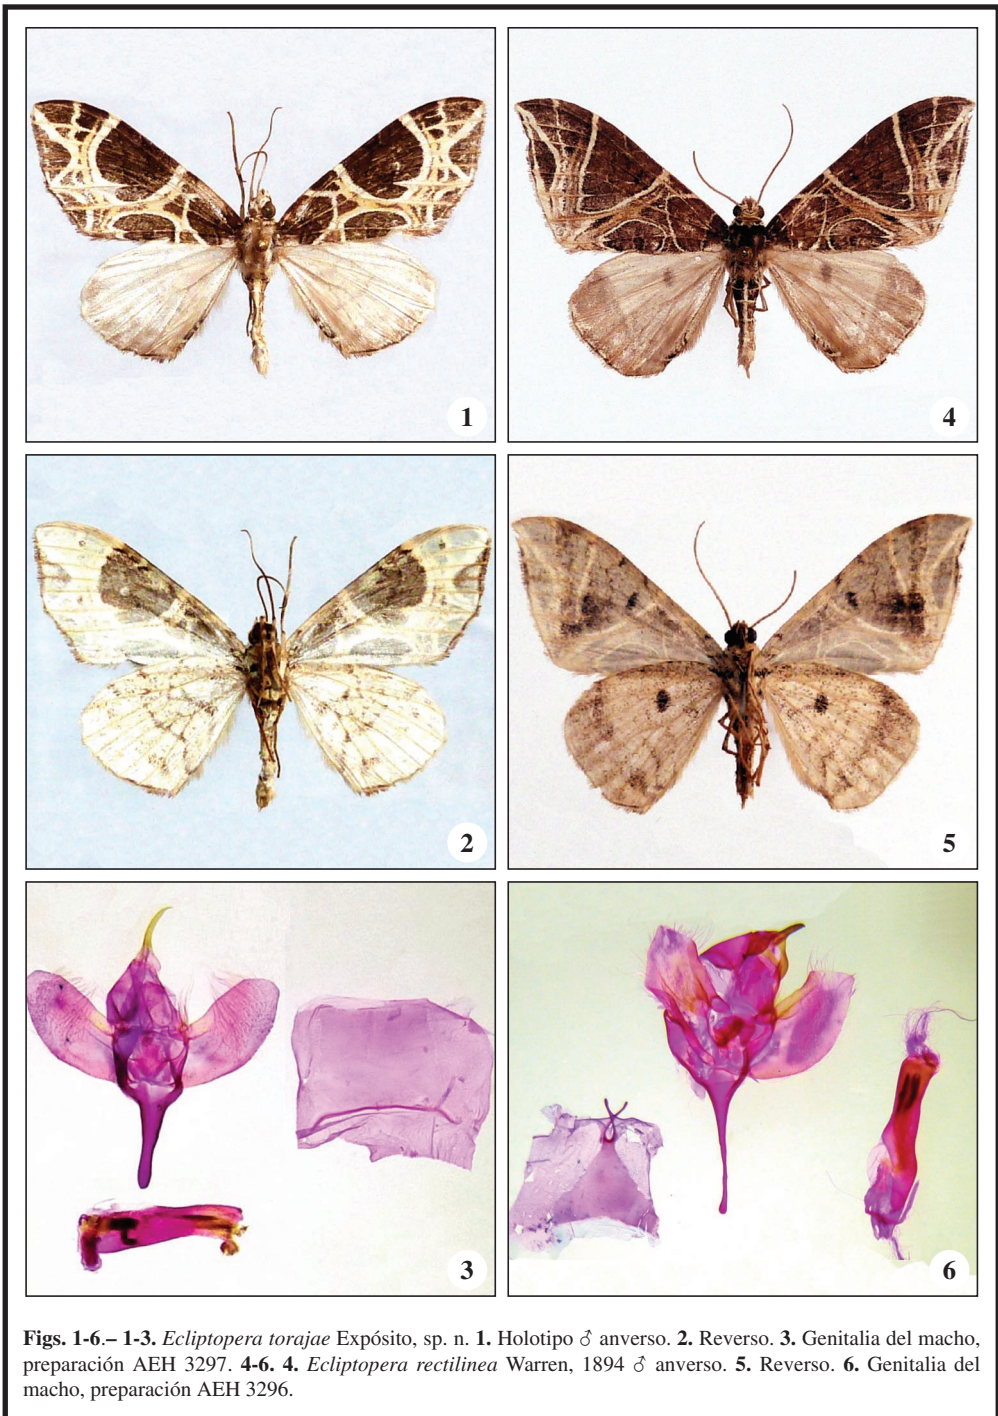 1
4
2
5
3
6
Figs. 1-6.– 1-3. Ecliptopera torajae Expósito, sp. n. 1. Holotipo ♂ anverso. 2. Reverso. 3. Genitalia del macho,
preparación AEH 3297. 4-6. 4. Ecliptopera rectilinea Warren, 1894 ♂ anverso. 5. Reverso. 6. Genitalia del
macho, preparación AEH 3296.